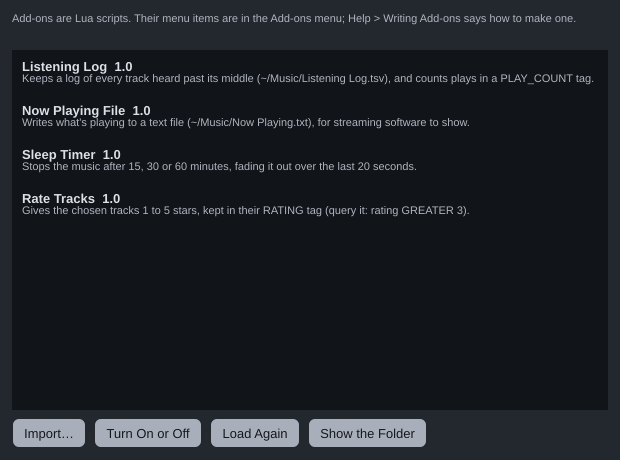 Add-ons are Lua scripts. Their menu items are in the Add-ons menu; Help > Writing Add-ons says how to make one.
Listening Log 1.0
Keeps a log of every track heard past its middle (~/Music/Listening Log.tsv), and counts plays in a PLAY_COUNT tag.
Now Playing File 1.0
Writes what's playing to a text file (~/Music/Now Playing.txt), for streaming software to show.
Sleep Timer 1.0
Stops the music after 15, 30 or 60 minutes, fading it out over the last 20 seconds.
Rate Tracks 1.0
Gives the chosen tracks 1 to 5 stars, kept in their RATING tag (query it: rating GREATER 3).
Import… Turn On or Off Load Again Show the Folder